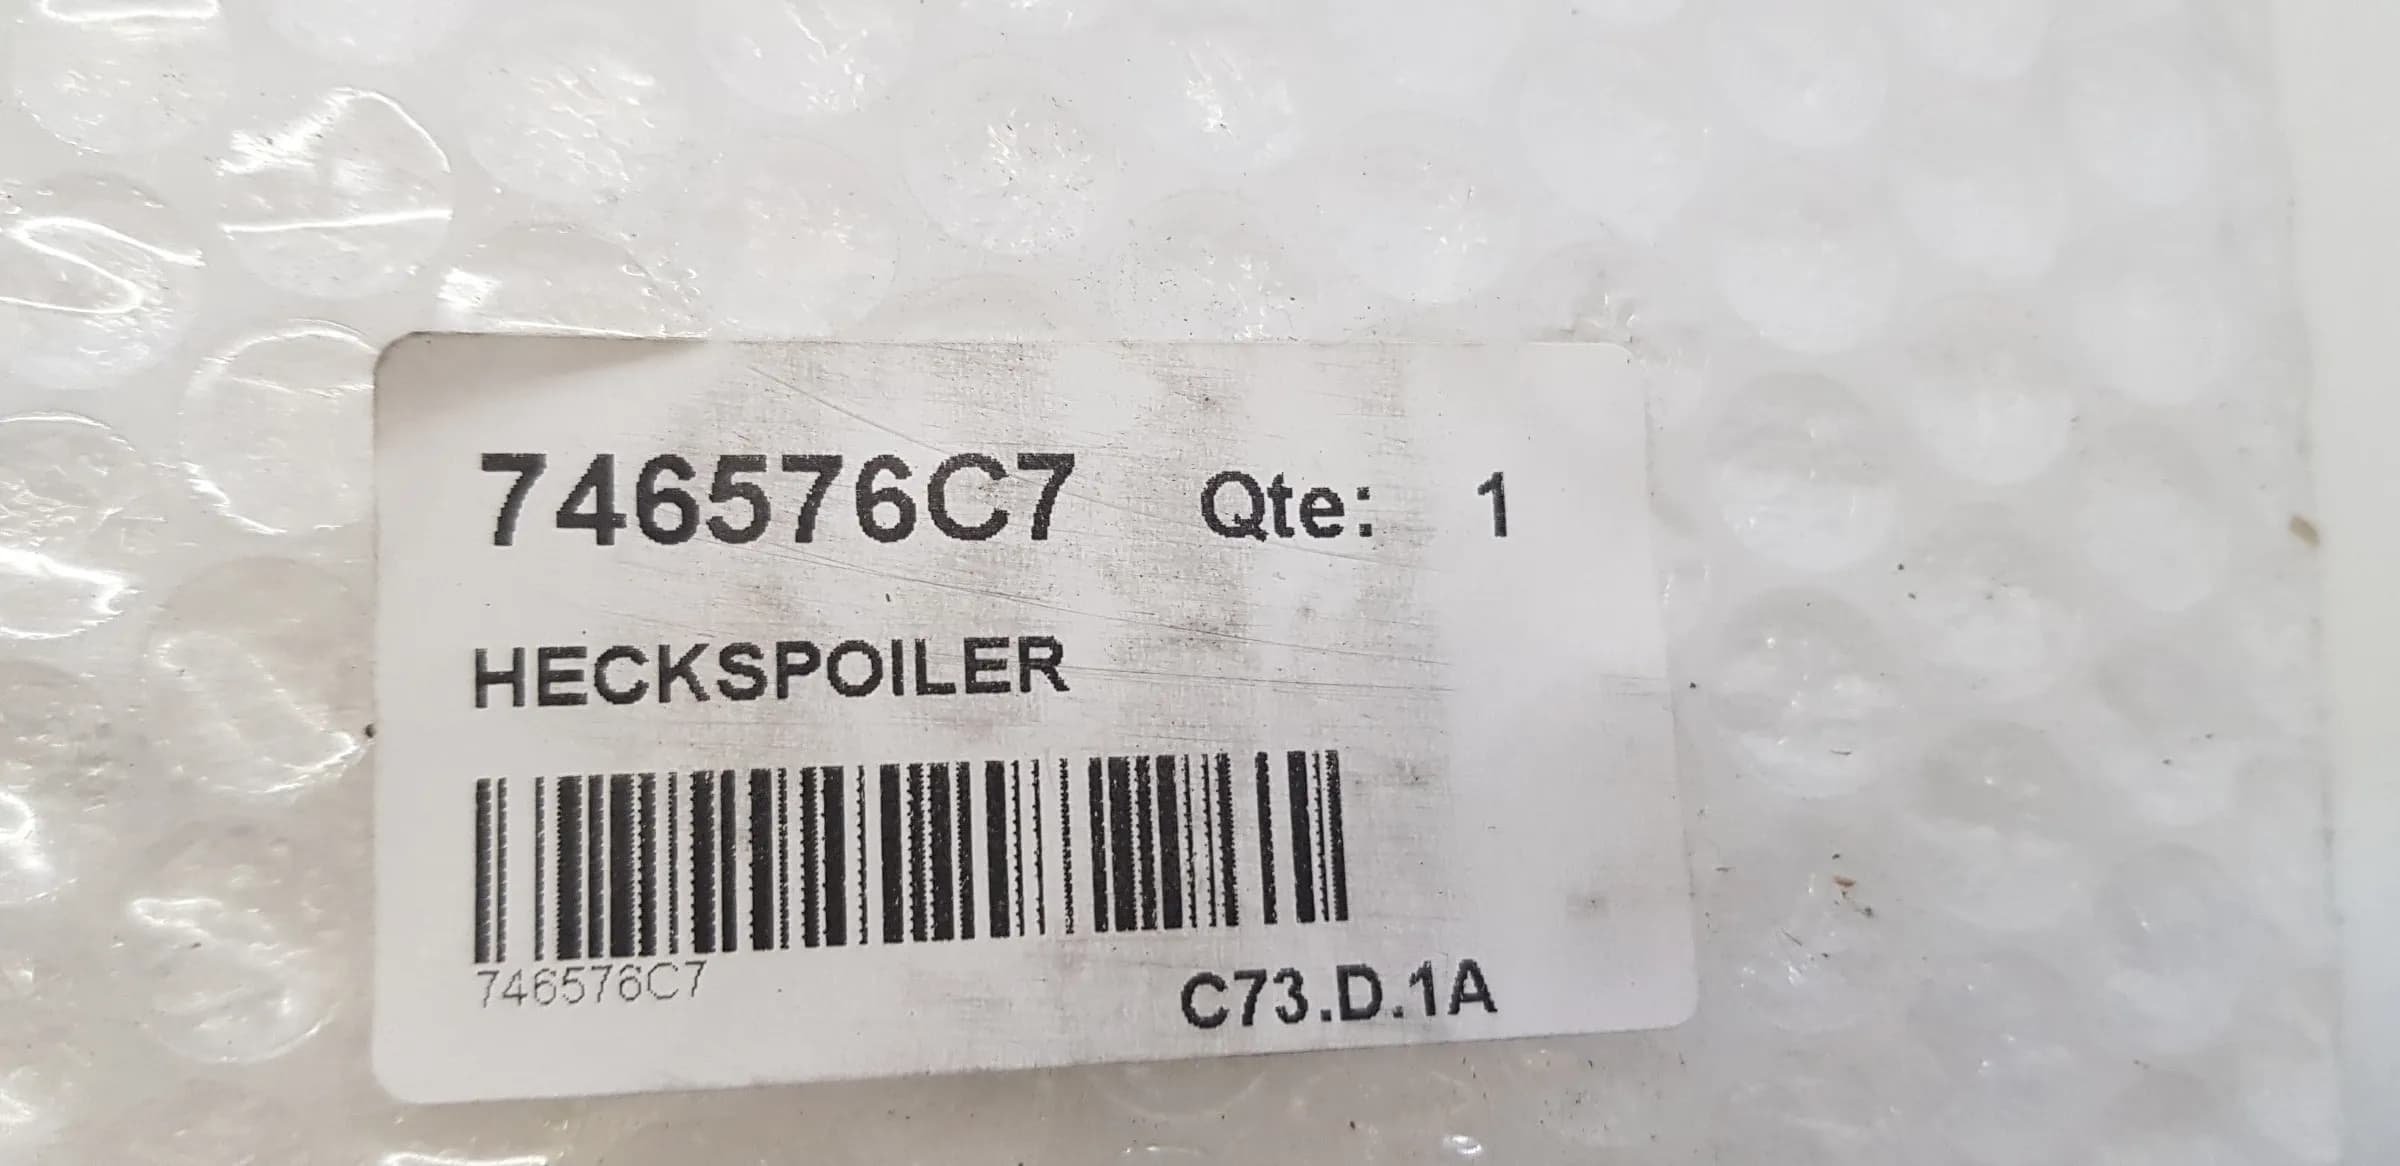 746576C7 Qte: 1
HECKSPOILER
746576C7
C73.D.1A